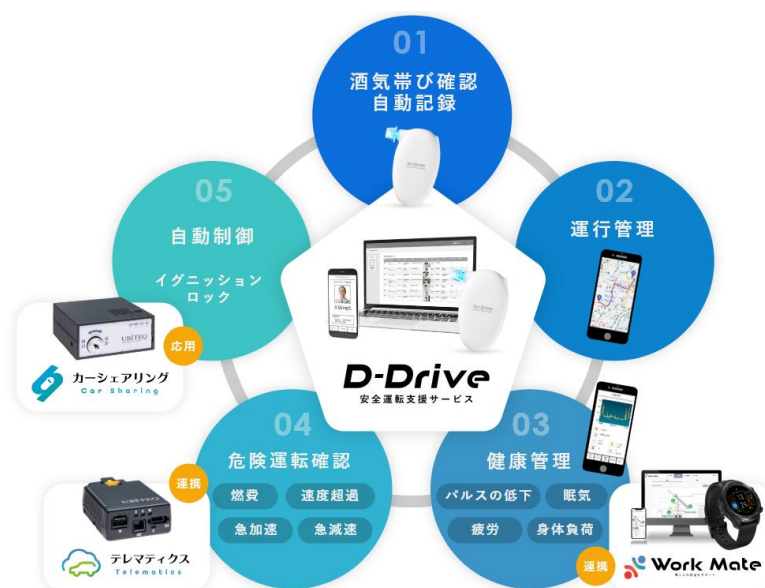 01
酒気帯び確認
自動記録
02
運行管理
03
健康管理
パルスの低下
眠気
疲労
身体負荷
連携
Work Mate
04
危険運転確認
燃費
速度超過
急加速
急減速
連携
UBITEQ
テレマティクス
Telematics
05
自動制御
イグニッション
ロック
応用
UBITEQ
カーシェアリング
Car Sharing
D-Drive
安全運転支援サービス